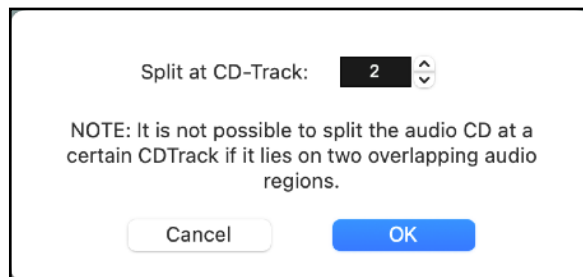 Split at CD-Track: 2
NOTE: It is not possible to split the audio CD at a
certain CDTrack if it lies on two overlapping audio
regions.
Cancel OK